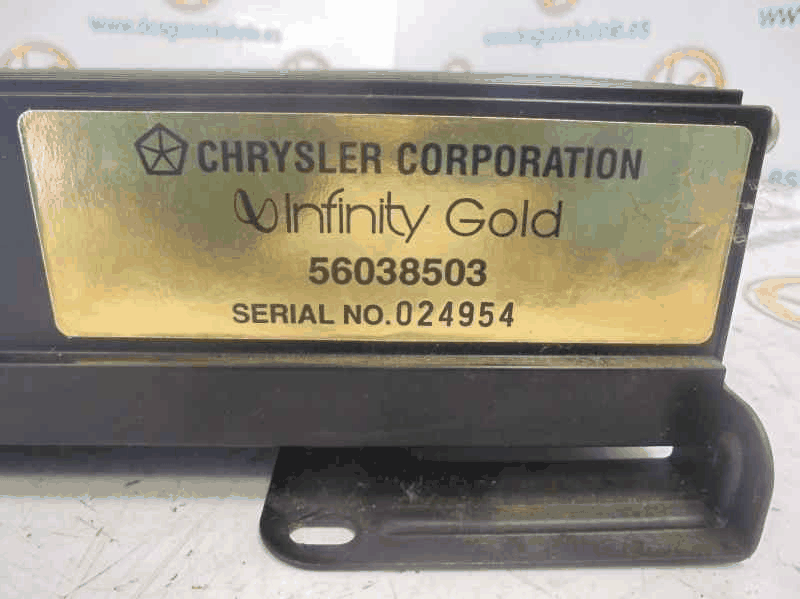 CHRYSLER CORPORATION
Infinity Gold
56038503
SERIAL NO. 024954